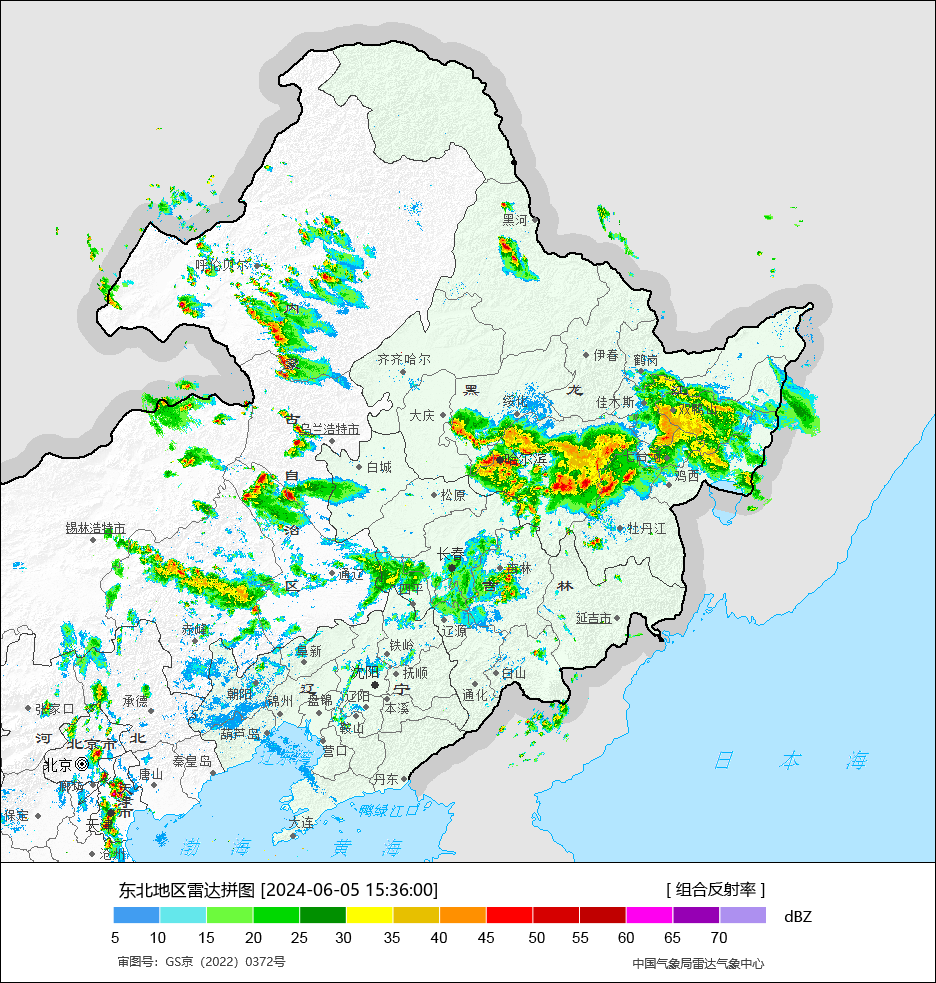 黑河
呼伦贝尔
内
蒙
古
自
治
区
齐齐哈尔
伊春
鹤岗
黑
龙
江
绥化
佳木斯
双鸭
大庆
乌兰浩特市
哈尔滨
白城
鸡西
松原
锡林浩特市
牡丹江
长春
吉林
通辽
四平
吉
林
延吉市
赤峰
辽源
铁岭
阜新
沈阳
抚顺
白山
朝阳
辽
宁
通化
锦州
盘锦
辽阳
本溪
张家口
承德
葫芦岛
鞍山
河
北京市
北
营口
辽东湾
日本海
北京
秦皇岛
唐山
丹东
廊坊
天津市
鸭绿江口
保定
天津
大连
渤海
黄海
沧州
东北地区雷达拼图 [2024-06-05 15:36:00]
[ 组合反射率 ]
dBZ
5 10 15 20 25 30 35 40 45 50 55 60 65 70
审图号：GS京（2022）0372号
中国气象局雷达气象中心